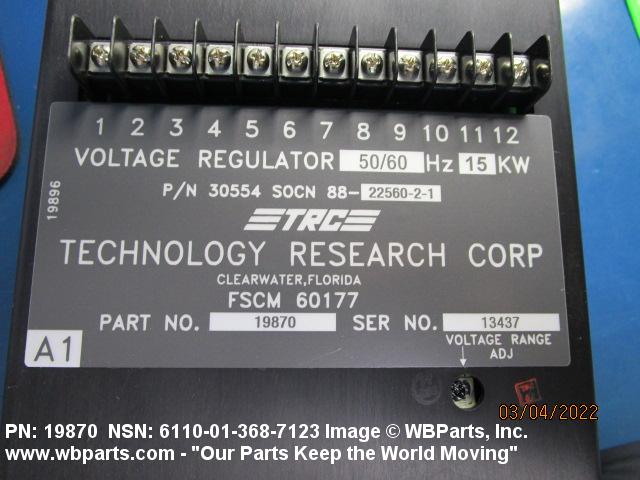 1 2 3 4 5 6 7 8 9 10 11 12
VOLTAGE REGULATOR 50/60 Hz 15 KW
P/N 30554 SOCN 88-22560-2-1
19896
TRC
TECHNOLOGY RESEARCH CORP
CLEARWATER,FLORIDA
FSCM 60177
PART NO. 19870 SER NO. 13437
VOLTAGE RANGE
ADJ
A1
03/04/2022
PN: 19870 NSN: 6110-01-368-7123 Image © WBParts, Inc.
www.wbparts.com - "Our Parts Keep the World Moving"